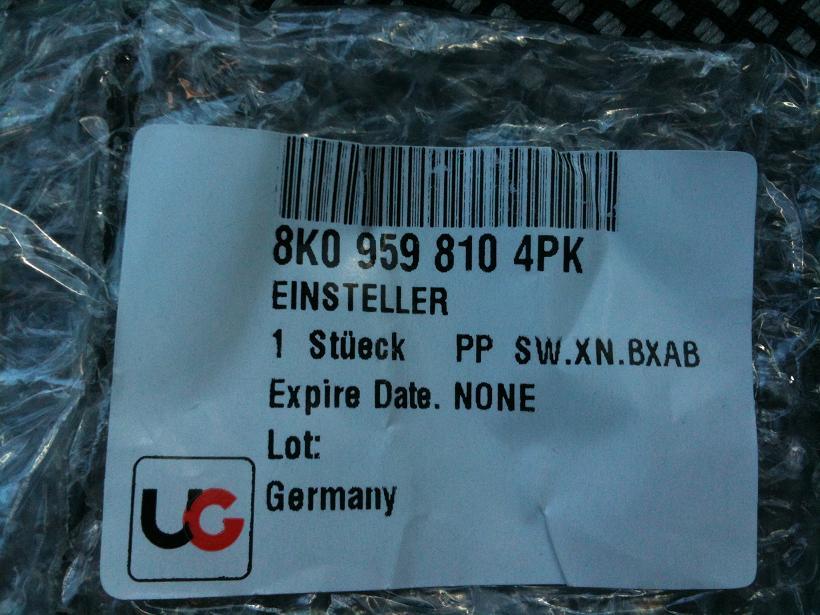 8K0 959 810 4PK
EINSTELLER
1 Stüeck PP SW.XN.BXAB
Expire Date. NONE
Lot:
Germany
UG